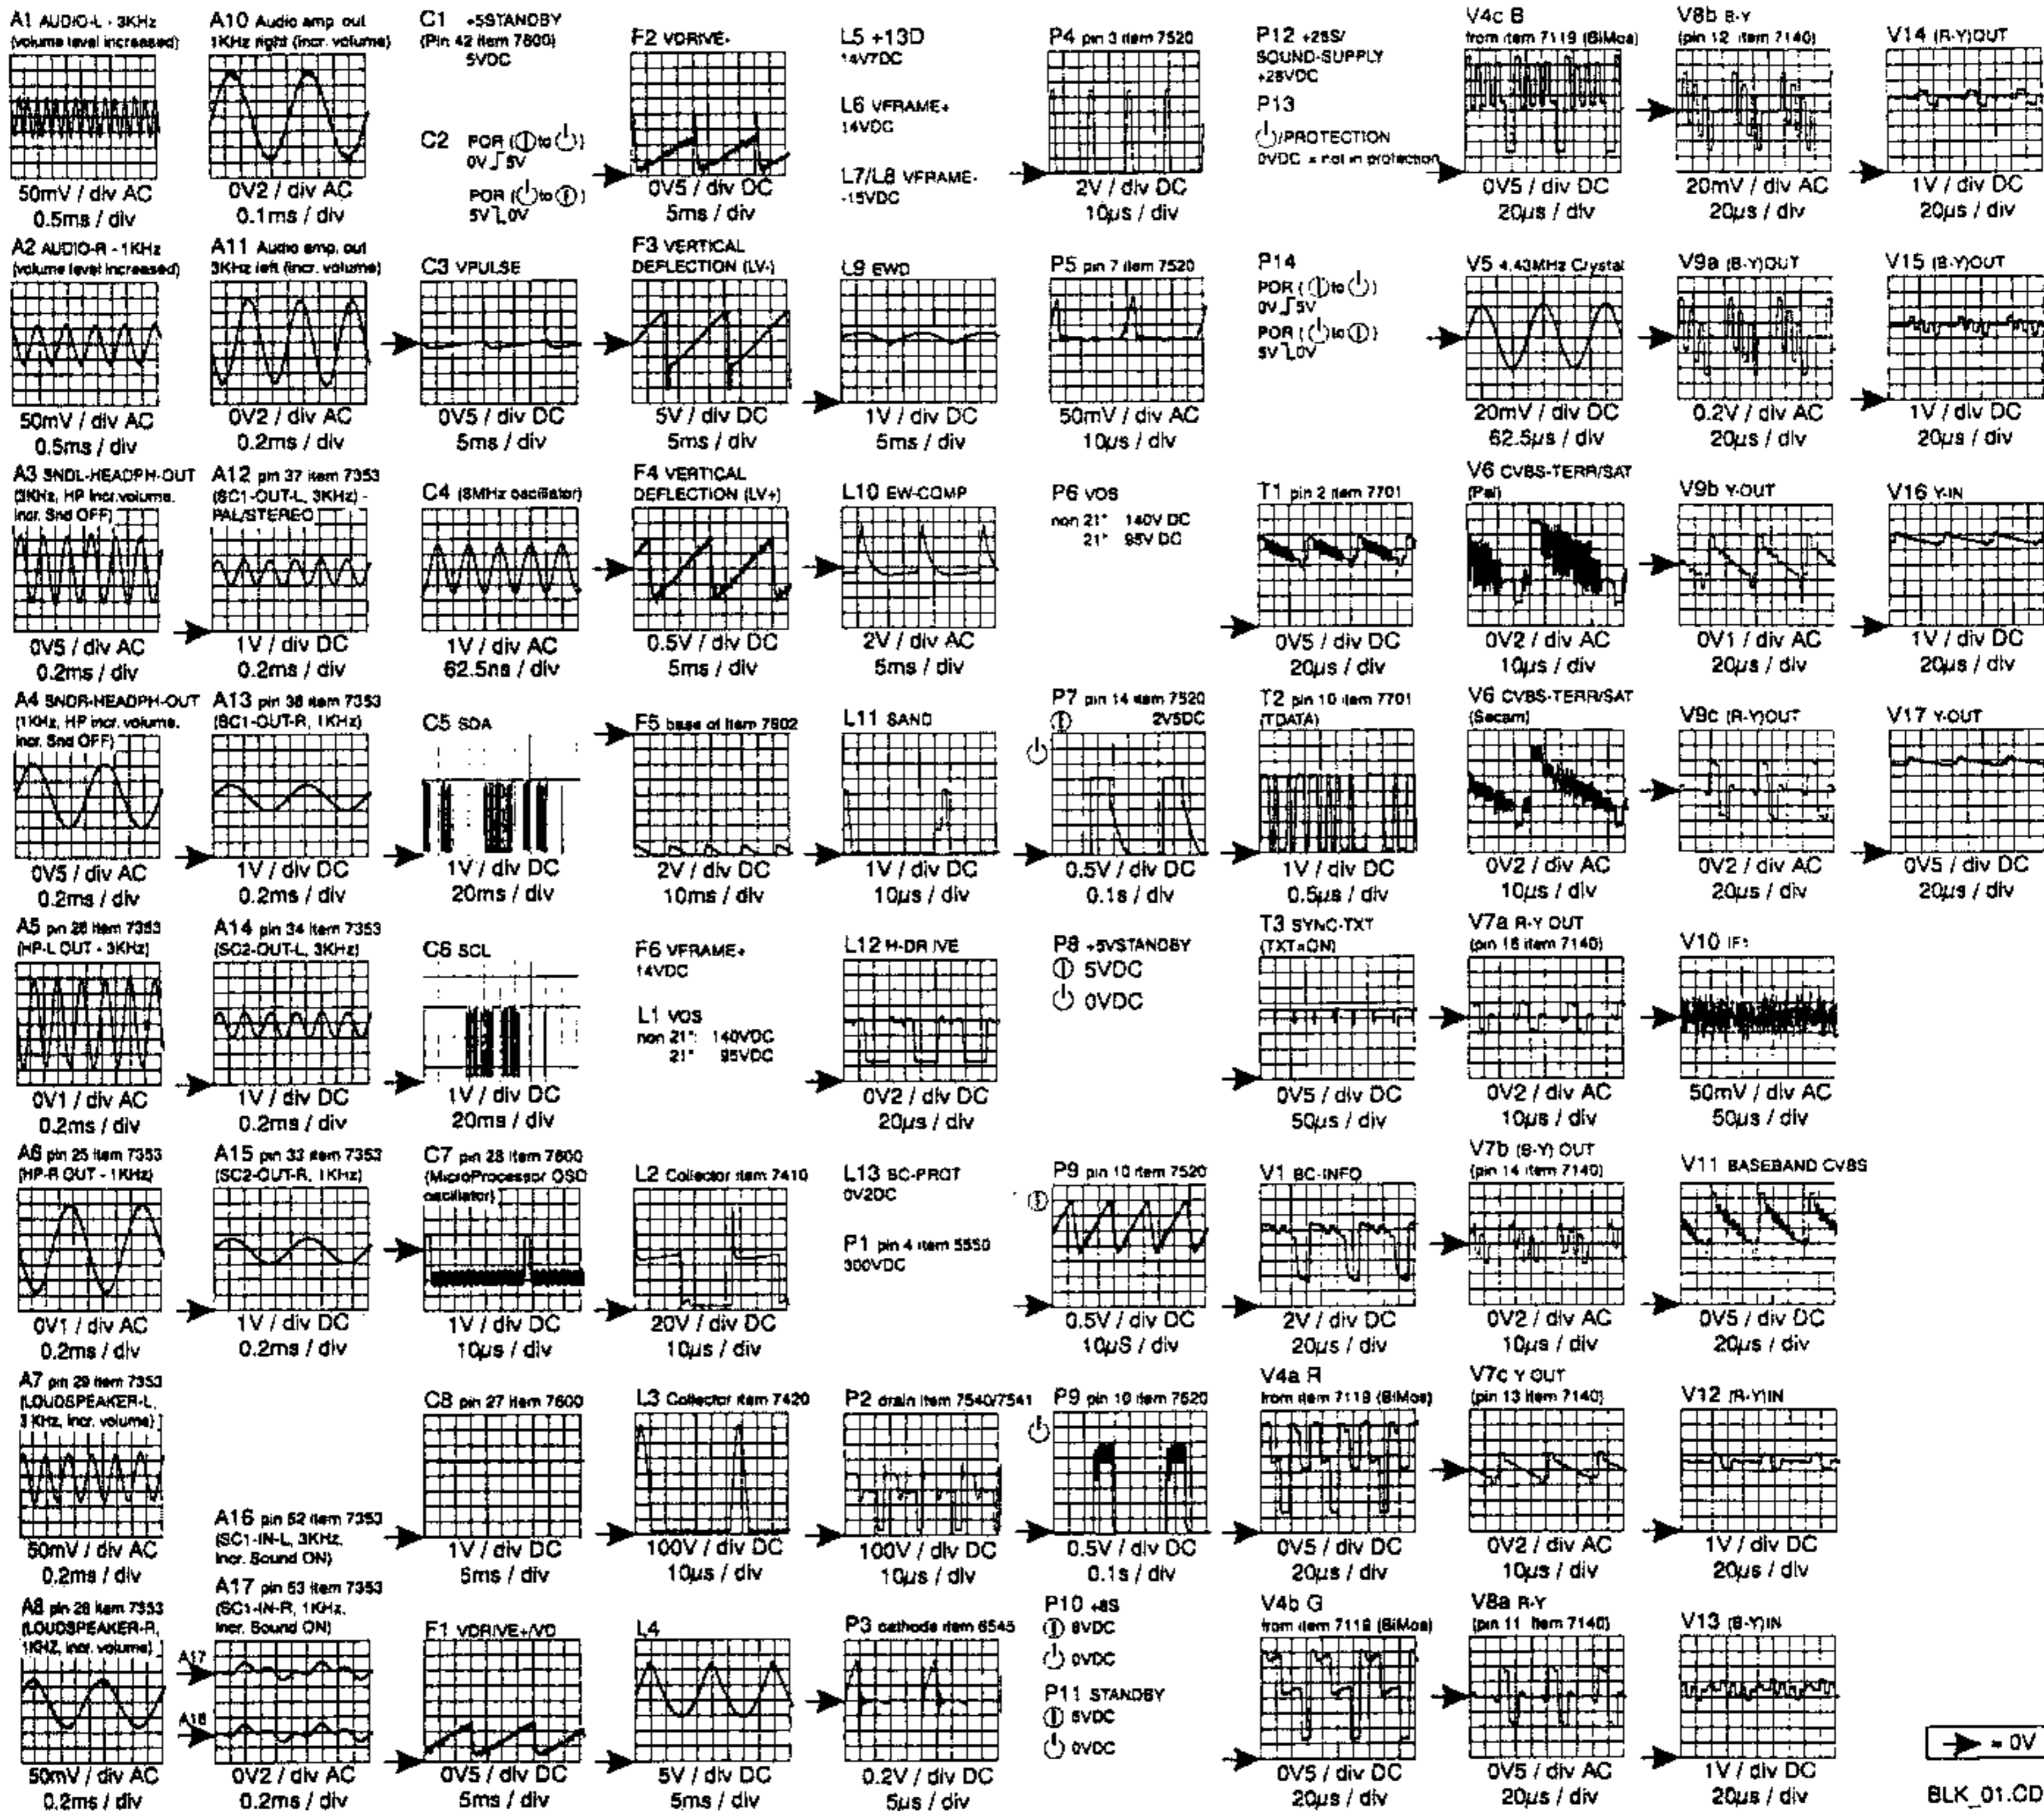 A1 AUDIO-L - 3KHz
(volume level increased)
50mV / div AC
0.5ms / div
A2 AUDIO-R - 1KHz
(volume level increased)
50mV / div AC
0.5ms / div
A3 SNDL-HEADPH-OUT
(3KHz, HP incr.volume.
Incr. Snd OFF)
0V5 / div AC
0.2ms / div
A4 SNDR-HEADPH-OUT
(1KHz, HP incr. volume.
Incr. Snd OFF)
0V5 / div AC
0.2ms / div
A5 pin 26 item 7353
(HP-L OUT - 3KHz)
0V1 / div AC
0.2ms / div
A6 pin 25 item 7353
(HP-R OUT - 1KHz)
0V1 / div AC
0.2ms / div
A7 pin 29 item 7353
(LOUDSPEAKER-L,
3 KHz, incr. volume)
50mV / div AC
0.2ms / div
A8 pin 28 item 7353
(LOUDSPEAKER-R,
1KHZ, incr. volume)
50mV / div AC
0.2ms / div
A10 Audio amp out
1KHz right (incr. volume)
0V2 / div AC
0.1ms / div
A11 Audio amp. out
3KHz left (incr. volume)
0V2 / div AC
0.2ms / div
A12 pin 37 item 7353
(SC1-OUT-L, 3KHz) -
PAL/STEREO
1V / div DC
0.2ms / div
A13 pin 36 item 7353
(SC1-OUT-R, 1KHz)
1V / div DC
0.2ms / div
A14 pin 34 item 7353
(SC2-OUT-L, 3KHz)
1V / div DC
0.2ms / div
A15 pin 33 item 7353
(SC2-OUT-R, 1KHz)
1V / div DC
0.2ms / div
A16 pin 52 item 7353
(SC1-IN-L, 3KHz,
Incr. Sound ON)
A17 pin 53 item 7353
(SC1-IN-R, 1KHz,
Incr. Sound ON)
A17
A16
0V2 / div AC
0.2ms / div
C1 +5STANDBY
(Pin 42 item 7600)
5VDC
C2 POR ( to )
0V 5V
POR ( to )
5V 0V
C3 VPULSE
0V5 / div DC
5ms / div
C4 (8MHz oscillator)
1V / div AC
62.5ns / div
C5 SDA
1V / div DC
20ms / div
C6 SCL
1V / div DC
20ms / div
C7 pin 28 item 7600
(MicroProcessor OSD
oscillator)
1V / div DC
10µs / div
C8 pin 27 item 7600
1V / div DC
5ms / div
F1 VDRIVE+/VD
0V5 / div DC
5ms / div
F2 VDRIVE-
0V5 / div DC
5ms / div
F3 VERTICAL
DEFLECTION (LV-)
5V / div DC
5ms / div
F4 VERTICAL
DEFLECTION (LV+)
0.5V / div DC
5ms / div
F5 base of item 7602
2V / div DC
10ms / div
F6 VFRAME+
14VDC
L1 VOS
non 21": 140VDC
21" 95VDC
L2 Collector item 7410
20V / div DC
10µs / div
L3 Collector item 7420
100V / div DC
10µs / div
L4
5V / div DC
5ms / div
L5 +13D
14V7DC
L6 VFRAME+
14VDC
L7/L8 VFRAME-
-15VDC
L9 EWD
1V / div DC
5ms / div
L10 EW-COMP
2V / div AC
5ms / div
L11 SAND
1V / div DC
10µs / div
L12 H-DRIVE
0V2 / div DC
20µs / div
L13 BC-PROT
0V2DC
P1 pin 4 item 5550
300VDC
P2 drain item 7540/7541
100V / div DC
10µs / div
P3 cathode item 6545
0.2V / div DC
5µs / div
P4 pin 3 item 7520
2V / div DC
10µs / div
P5 pin 7 item 7520
50mV / div AC
10µs / div
P6 VOS
non 21" 140V DC
21" 95V DC
P7 pin 14 item 7520
2V5DC
0.5V / div DC
0.1s / div
P8 +5VSTANDBY
5VDC
0VDC
P9 pin 10 item 7520
0.5V / div DC
10µS / div
P9 pin 10 item 7520
0.5V / div DC
0.1s / div
P10 +8S
8VDC
0VDC
P11 STANDBY
5VDC
0VDC
P12 +28S/
SOUND-SUPPLY
+28VDC
P13
/PROTECTION
0VDC = not in protection
P14
POR ( to )
0V 5V
POR ( to )
5V 0V
T1 pin 2 item 7701
0V5 / div DC
20µs / div
T2 pin 10 item 7701
(TDATA)
1V / div DC
0.5µs / div
T3 SYNC-TXT
(TXT=ON)
0V5 / div DC
50µs / div
V1 BC-INFO
2V / div DC
20µs / div
V4a R
from item 7119 (BiMos)
0V5 / div DC
20µs / div
V4b G
from item 7119 (BiMos)
0V5 / div DC
20µs / div
V4c B
from item 7119 (BiMos)
0V5 / div DC
20µs / div
V5 4,43MHz Crystal
20mV / div DC
62.5µs / div
V6 CVBS-TERR/SAT
(Pal)
0V2 / div AC
10µs / div
V6 CVBS-TERR/SAT
(Secam)
0V2 / div AC
10µs / div
V7a R-Y OUT
(pin 16 item 7140)
0V2 / div AC
10µs / div
V7b (B-Y) OUT
(pin 14 item 7140)
0V2 / div AC
10µs / div
V7c Y OUT
(pin 13 item 7140)
0V2 / div AC
10µs / div
V8a R-Y
(pin 11 item 7140)
0V5 / div AC
20µs / div
V8b B-Y
(pin 12 item 7140)
20mV / div AC
20µs / div
V9a (B-Y)OUT
0.2V / div AC
20µs / div
V9b Y-OUT
0V1 / div AC
20µs / div
V9c (R-Y)OUT
0V2 / div AC
20µs / div
V10 IF1
50mV / div AC
50µs / div
V11 BASEBAND CVBS
0V5 / div DC
20µs / div
V12 (R-Y)IN
1V / div DC
20µs / div
V13 (B-Y)IN
1V / div DC
20µs / div
V14 (R-Y)OUT
1V / div DC
20µs / div
V15 (B-Y)OUT
1V / div DC
20µs / div
V16 Y-IN
1V / div DC
20µs / div
V17 Y-OUT
0V5 / div DC
20µs / div
= 0V
BLK_01.CD